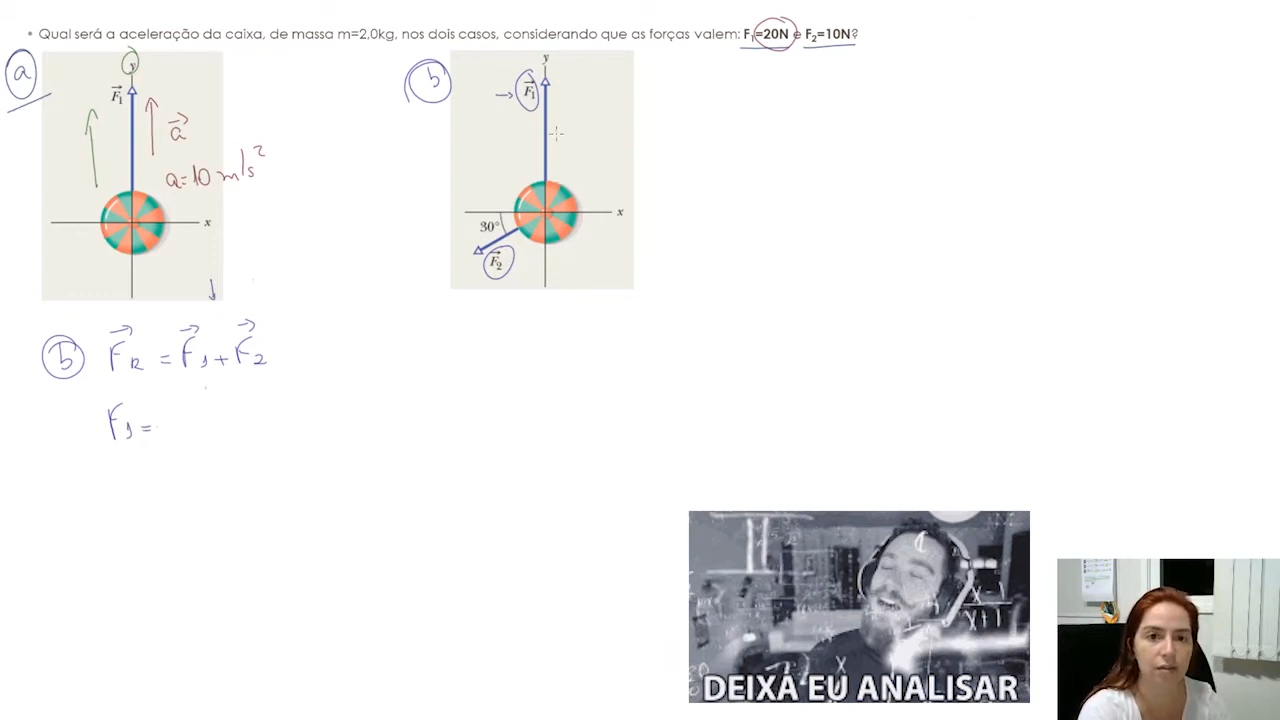 • Qual será a aceleração da caixa, de massa m=2,0kg, nos dois casos, considerando que as forças valem: F₁=20N e F₂=10N?
a
y
F₁
a
a=10 m/s²
x
b
y
F₁
x
30°
F₂
b F_R = F₁ + F₂
F₁ =
DEIXA EU ANALISAR